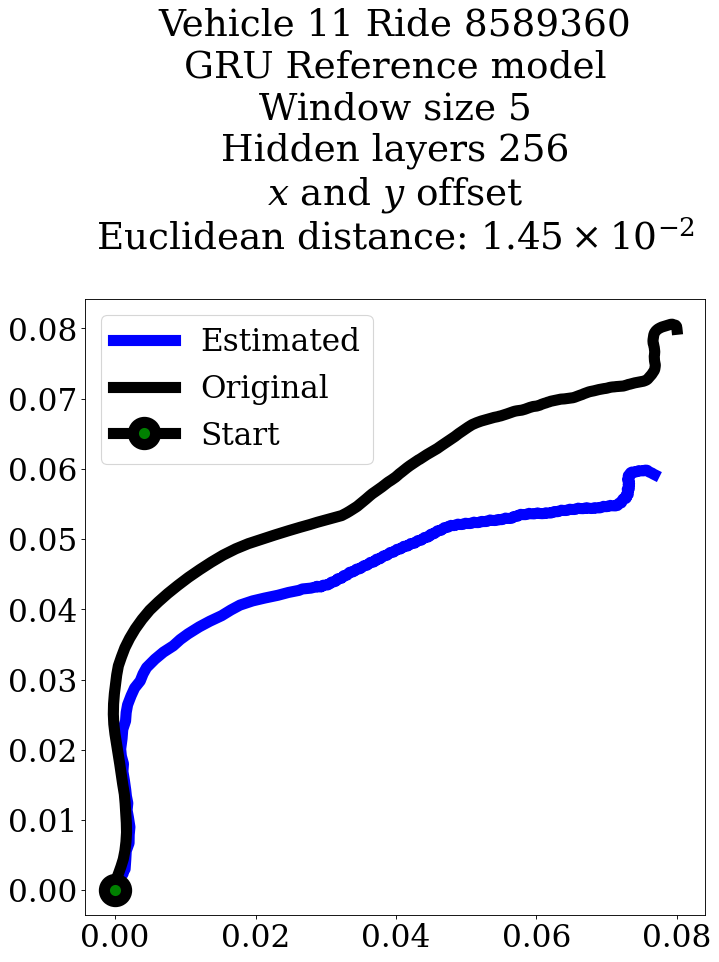 Vehicle 11 Ride 8589360
GRU Reference model
Window size 5
Hidden layers 256
x and y offset
Euclidean distance: 1.45 × 10⁻²
Estimated
Original
Start
0.08
0.07
0.06
0.05
0.04
0.03
0.02
0.01
0.00
0.00 0.02 0.04 0.06 0.08